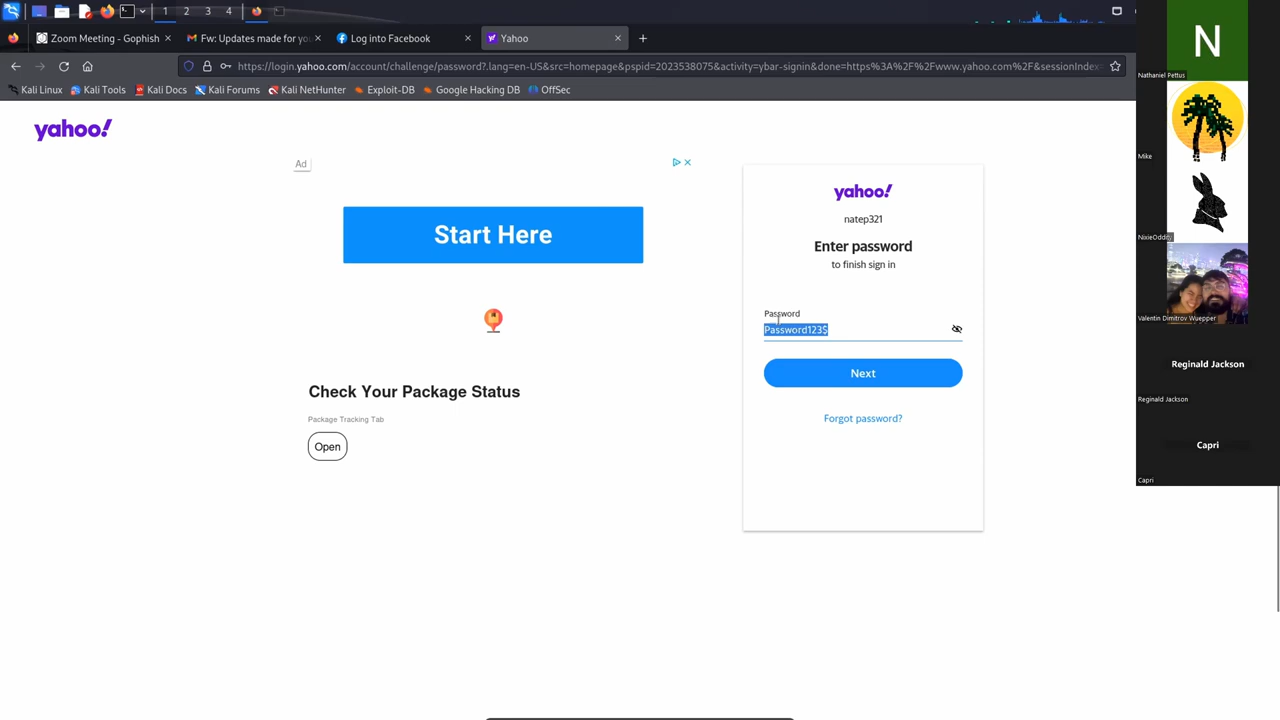 1 2 3 4
Zoom Meeting - Gophish
Fw: Updates made for you
Log into Facebook
Yahoo
https://login.yahoo.com/account/challenge/password?.lang=en-US&src=homepage&pspid=2023538075&activity=ybar-signin&done=https%3A%2F%2Fwww.yahoo.com%2F&sessionIndex=
Kali Linux Kali Tools Kali Docs Kali Forums Kali NetHunter Exploit-DB Google Hacking DB OffSec
yahoo!
Ad
Start Here
Check Your Package Status
Package Tracking Tab
Open
yahoo!
natep321
Enter password
to finish sign in
Password
Password123$
Next
Forgot password?
N
Nathaniel Pettus
Mike
NixieOddity
Valentin Dimitrov Wuepper
Reginald Jackson
Reginald Jackson
Capri
Capri